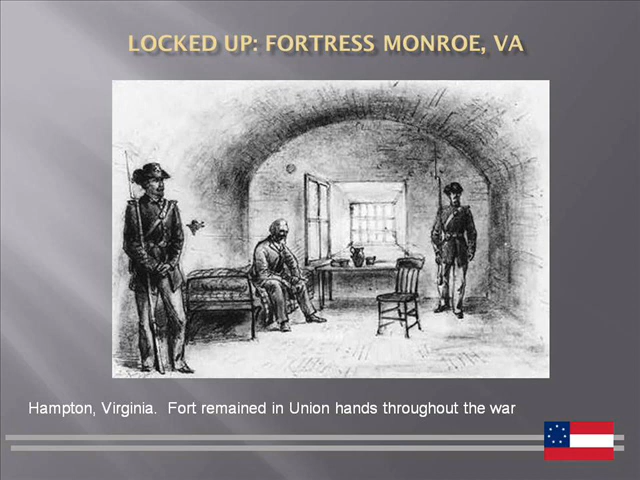 LOCKED UP: FORTRESS MONROE, VA
Hampton, Virginia.  Fort remained in Union hands throughout the war